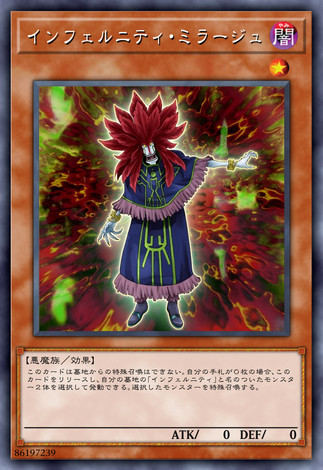 インフェルニティ・ミラージュ
やみ
闇
【悪魔族／効果】
このカードは墓地からの特殊召喚はできない。自分の手札が０枚の場合、こ
のカードをリリースし、自分の墓地の「インフェルニティ」と名のついたモンスタ
ー２体を選択して発動できる。選択したモンスターを特殊召喚する。
ATK/ 0 DEF/ 0
86197239